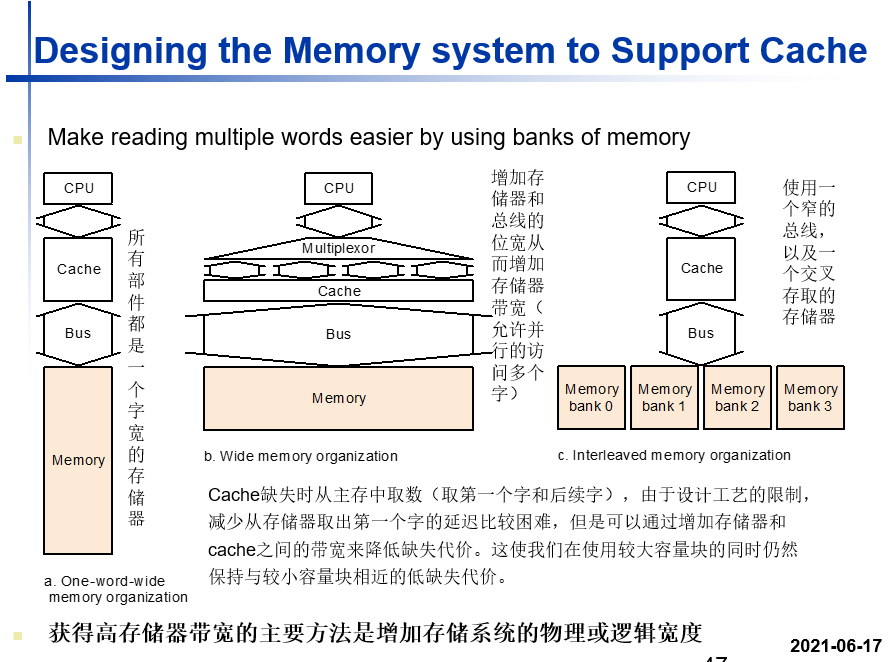 Designing the Memory system to Support Cache
Make reading multiple words easier by using banks of memory
CPU
Cache
Bus
Memory
a. One-word-wide
memory organization
所
有
部
件
都
是
一
个
字
宽
的
存
储
器
CPU
Multiplexor
Cache
Bus
Memory
b. Wide memory organization
增加存
储器和
总线的
位宽从
而增加
存储器
带宽（
允许并
行的访
问多个
字）
CPU
Cache
Bus
Memory
bank 0
Memory
bank 1
Memory
bank 2
Memory
bank 3
c. Interleaved memory organization
使用一
个窄的
总线，
以及一
个交叉
存取的
存储器
Cache缺失时从主存中取数（取第一个字和后续字），由于设计工艺的限制，
减少从存储器取出第一个字的延迟比较困难，但是可以通过增加存储器和
cache之间的带宽来降低缺失代价。这使我们在使用较大容量块的同时仍然
保持与较小容量块相近的低缺失代价。
获得高存储器带宽的主要方法是增加存储系统的物理或逻辑宽度
2021-06-17